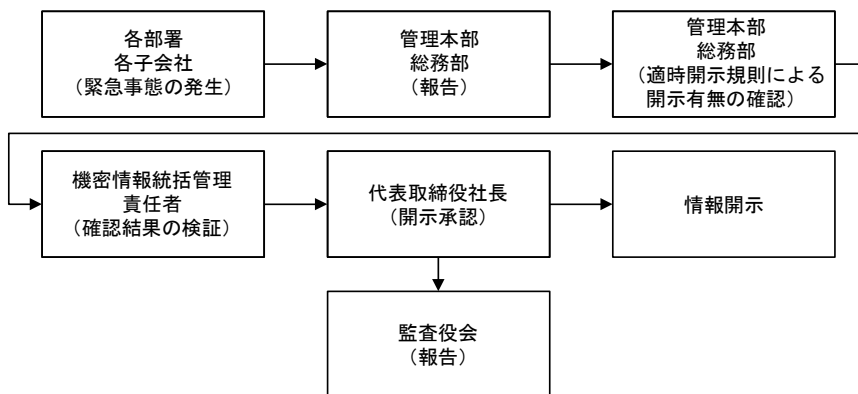 各部署
各子会社
（緊急事態の発生）
管理本部
総務部
（報告）
管理本部
総務部
（適時開示規則による
開示有無の確認）
機密情報統括管理
責任者
（確認結果の検証）
代表取締役社長
（開示承認）
情報開示
監査役会
（報告）